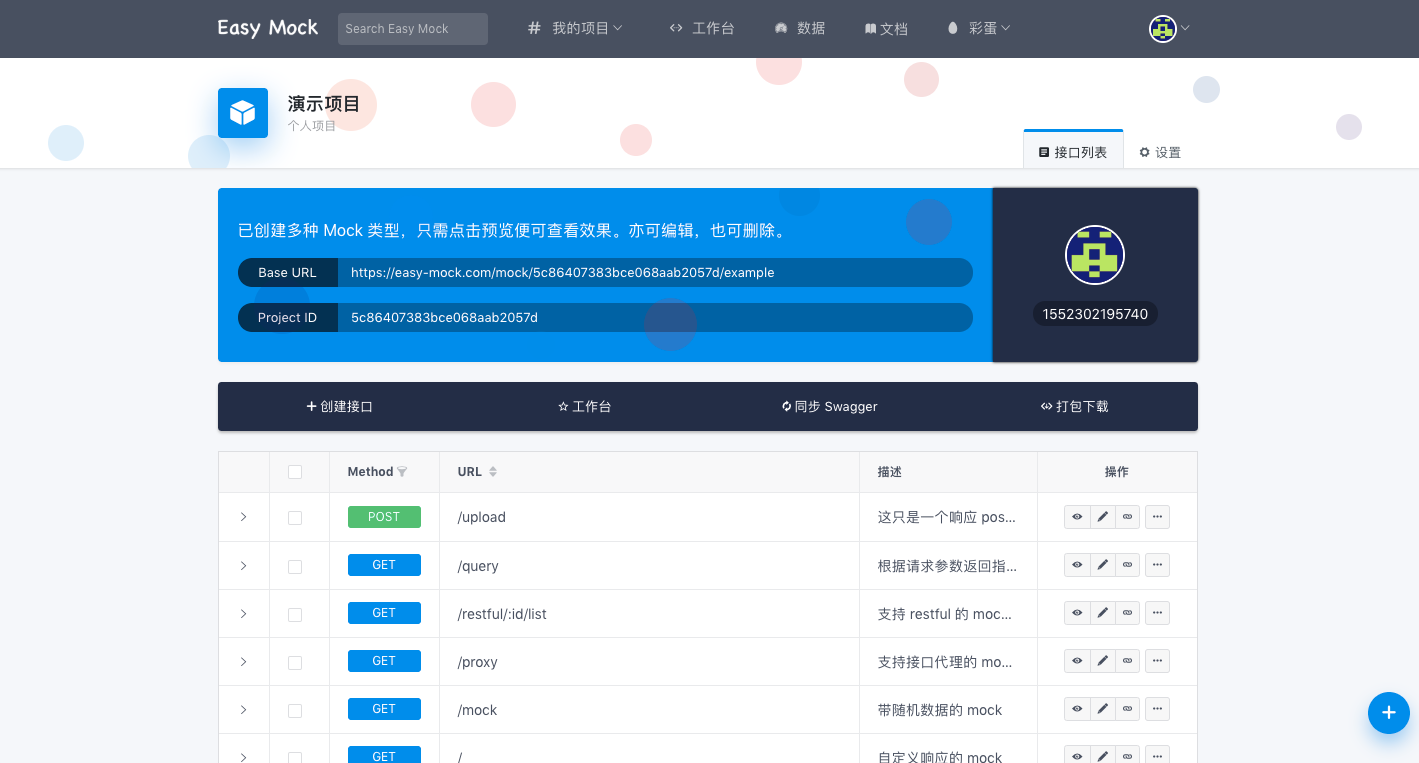 Easy Mock
Search Easy Mock
我的项目
工作台
数据
文档
彩蛋
演示项目
个人项目
接口列表
设置
已创建多种 Mock 类型，只需点击预览便可查看效果。亦可编辑，也可删除。
Base URL https://easy-mock.com/mock/5c86407383bce068aab2057d/example
Project ID 5c86407383bce068aab2057d
1552302195740
创建接口
工作台
同步 Swagger
打包下载
Method URL 描述 操作
POST /upload 这只是一个响应 pos...
GET /query 根据请求参数返回指...
GET /restful/:id/list 支持 restful 的 moc...
GET /proxy 支持接口代理的 mo...
GET /mock 带随机数据的 mock
GET / 自定义响应的 mock